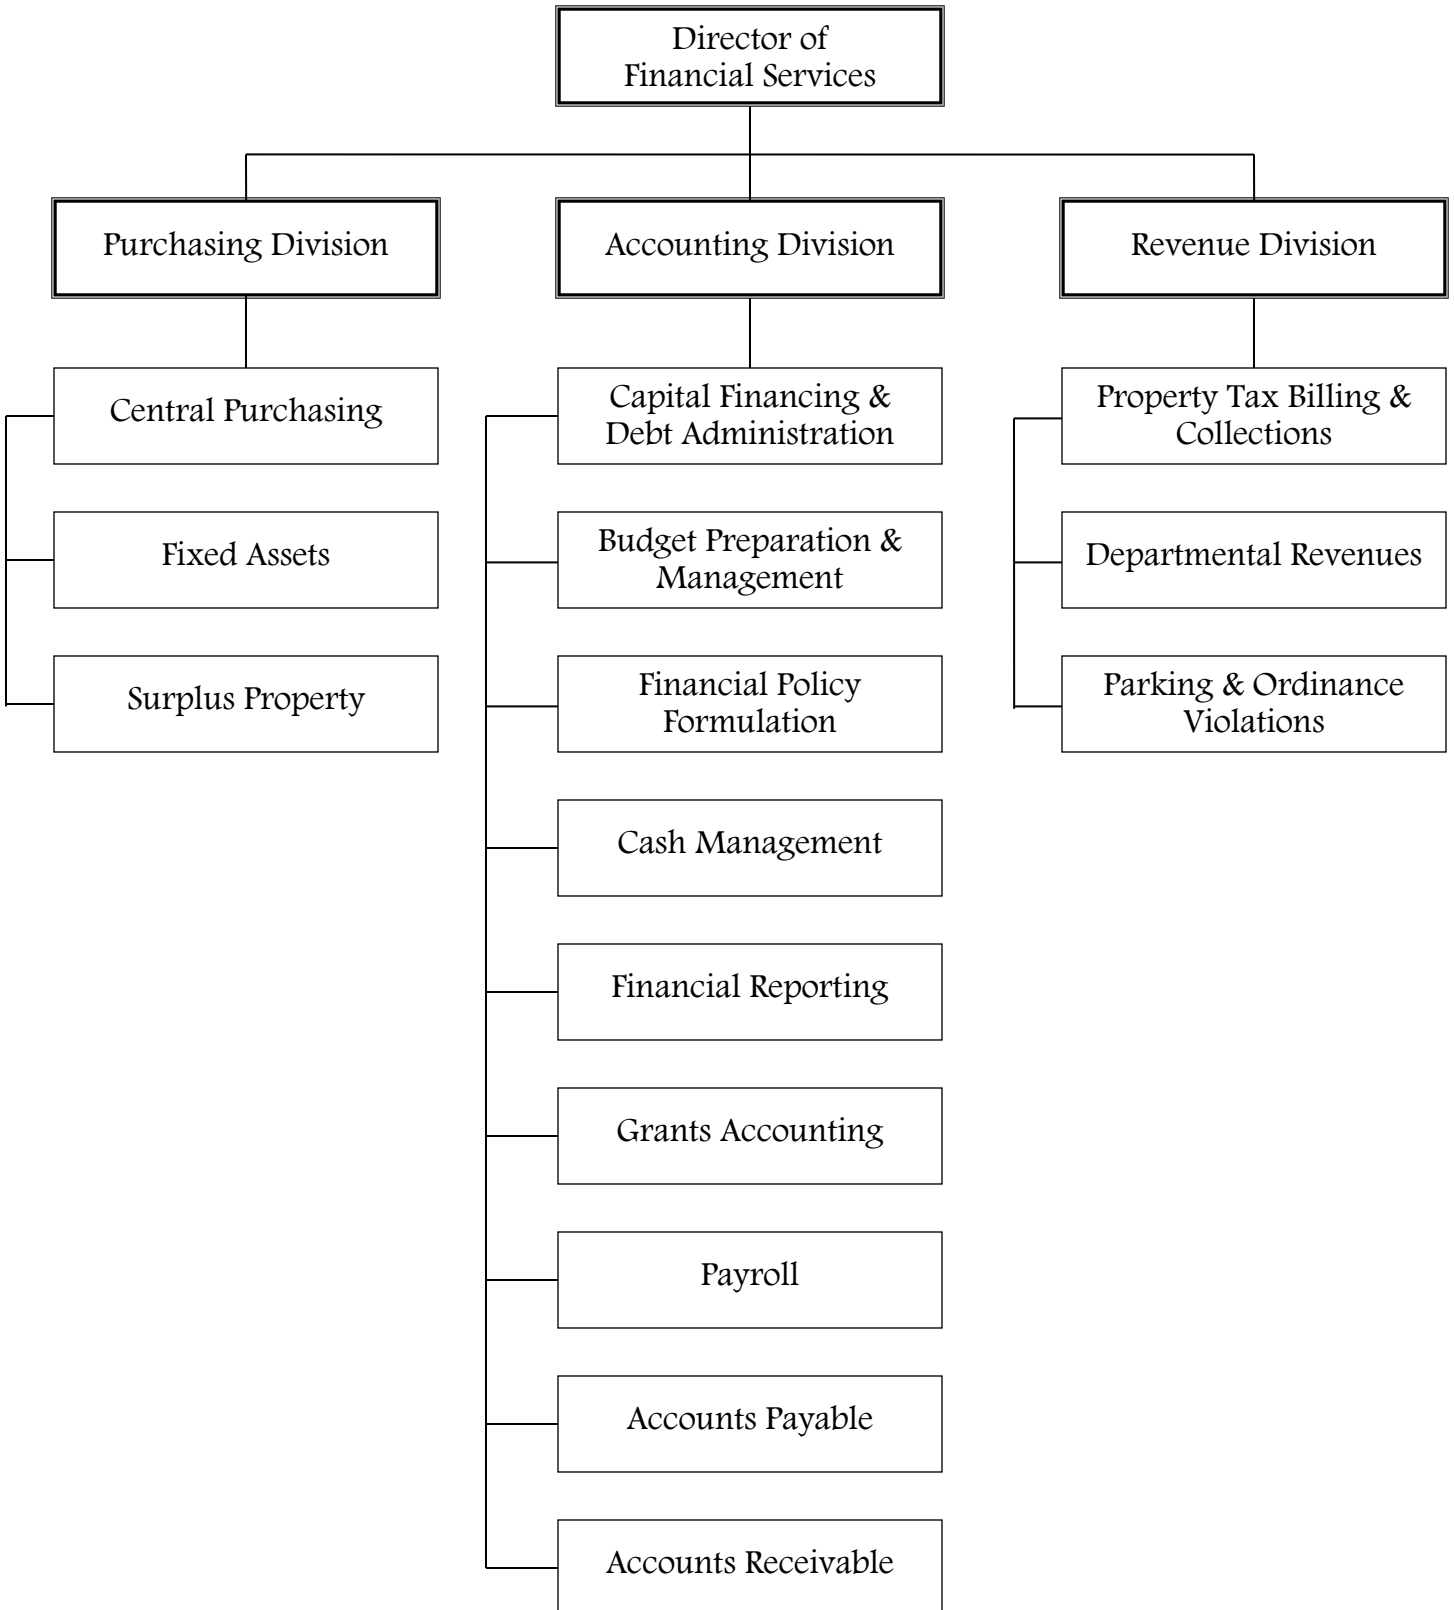 Director of
Financial Services
Purchasing Division
Accounting Division
Revenue Division
Central Purchasing
Fixed Assets
Surplus Property
Capital Financing &
Debt Administration
Budget Preparation &
Management
Financial Policy
Formulation
Cash Management
Financial Reporting
Grants Accounting
Payroll
Accounts Payable
Accounts Receivable
Property Tax Billing &
Collections
Departmental Revenues
Parking & Ordinance
Violations